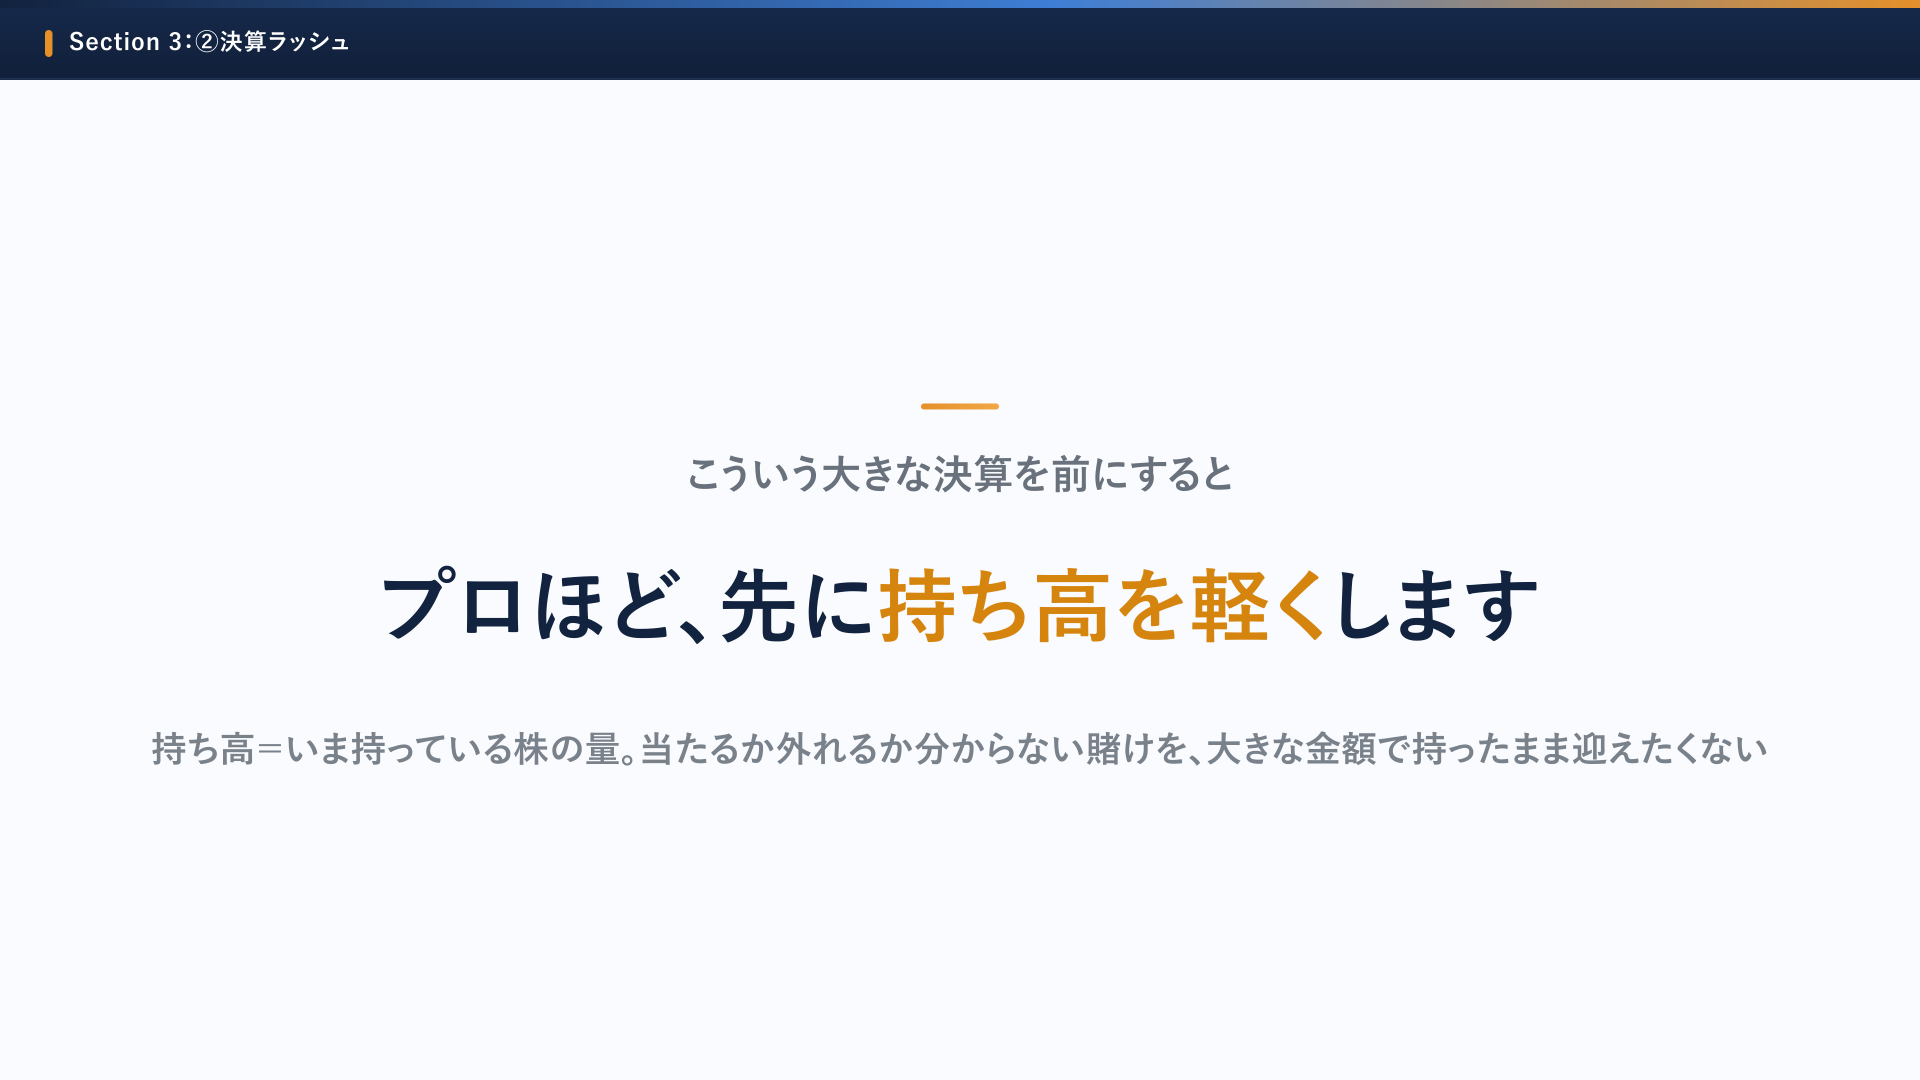 Section 3：②決算ラッシュ
こういう大きな決算を前にすると
プロほど、先に持ち高を軽くします
持ち高＝いま持っている株の量。当たるか外れるか分からない賭けを、大きな金額で持ったまま迎えたくない